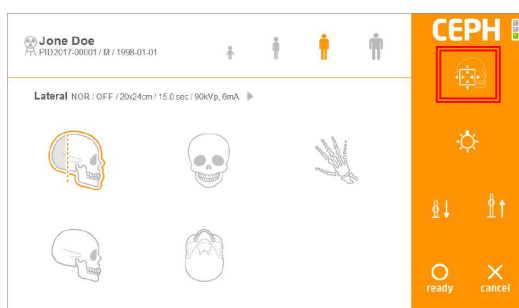 Jone Doe
PID2017-00001 / M / 1998-01-01
Lateral NOR / OFF / 20x24cm / 15.0 sec / 90kVp, 6mA
CEPH
ready
cancel